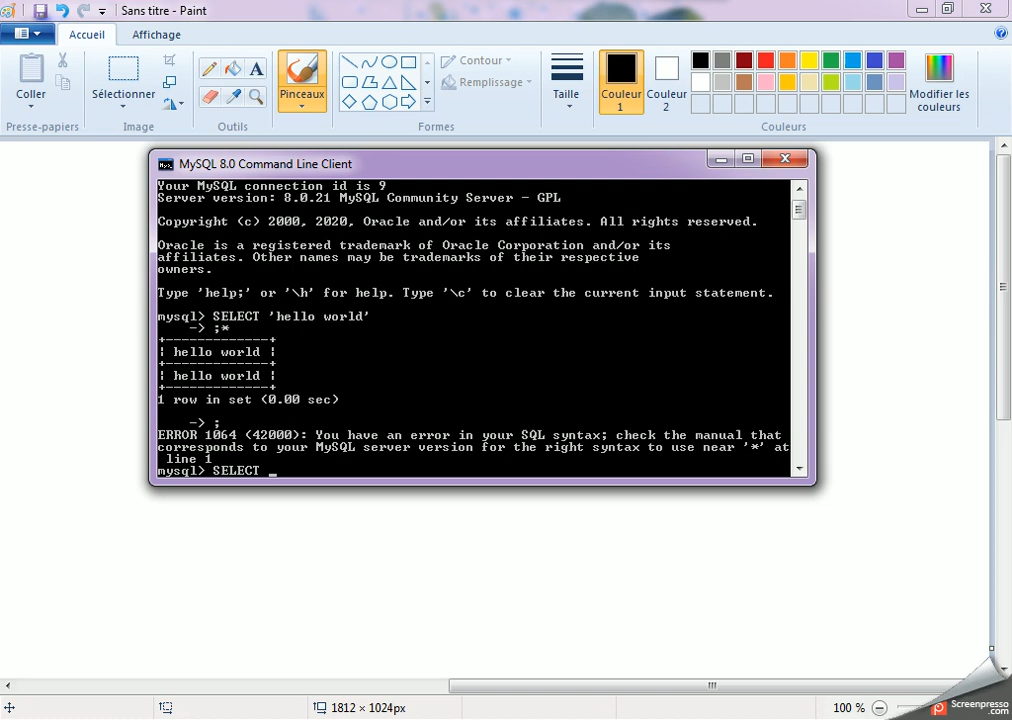 Sans titre - Paint
Accueil
Affichage
Coller
Sélectionner
Pinceaux
Contour
Remplissage
Taille
Couleur 1
Couleur 2
Modifier les couleurs
Presse-papiers
Image
Outils
Formes
Couleurs
MySQL 8.0 Command Line Client
Your MySQL connection id is 9
Server version: 8.0.21 MySQL Community Server - GPL
Copyright (c) 2000, 2020, Oracle and/or its affiliates. All rights reserved.
Oracle is a registered trademark of Oracle Corporation and/or its
affiliates. Other names may be trademarks of their respective
owners.
Type 'help;' or '\h' for help. Type '\c' to clear the current input statement.
mysql> SELECT 'hello world'
-> ;*
+-------------+
| hello world |
+-------------+
| hello world |
+-------------+
1 row in set (0.00 sec)
-> ;
ERROR 1064 (42000): You have an error in your SQL syntax; check the manual that
corresponds to your MySQL server version for the right syntax to use near '*' at
line 1
mysql> SELECT _
1812 × 1024px
100 %
Screenpresso
.com